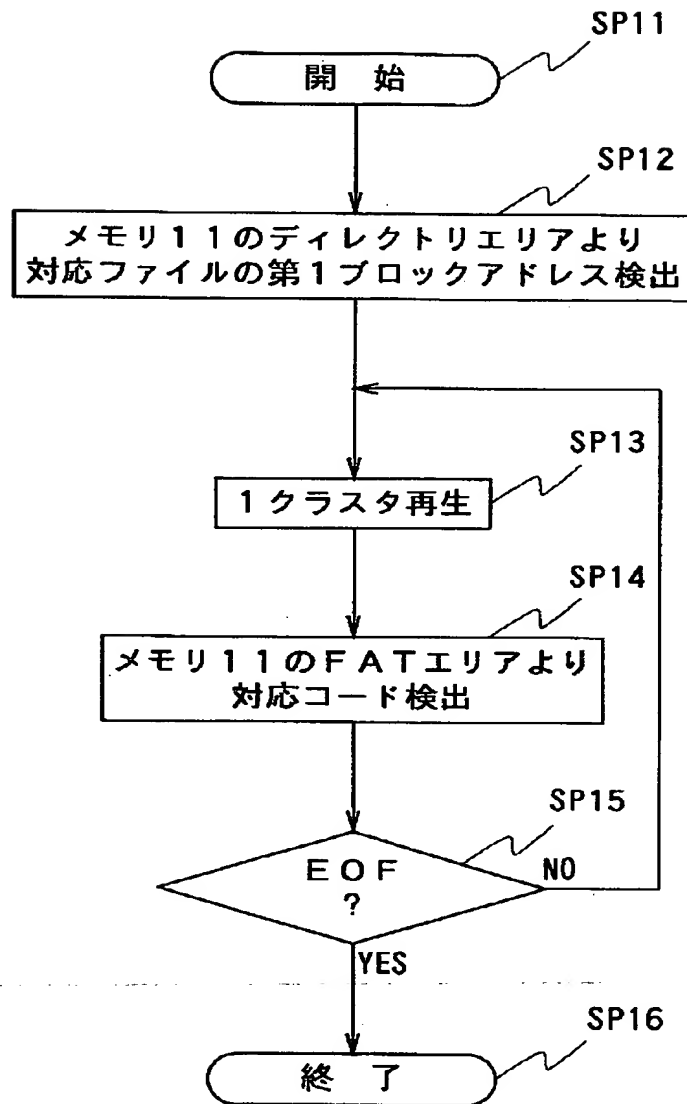 SP11
開 始
SP12
メモリ11のディレクトリエリアより
対応ファイルの第1ブロックアドレス検出
SP13
1クラスタ再生
SP14
メモリ11のFATエリアより
対応コード検出
SP15
EOF
?
NO
YES
SP16
終 了